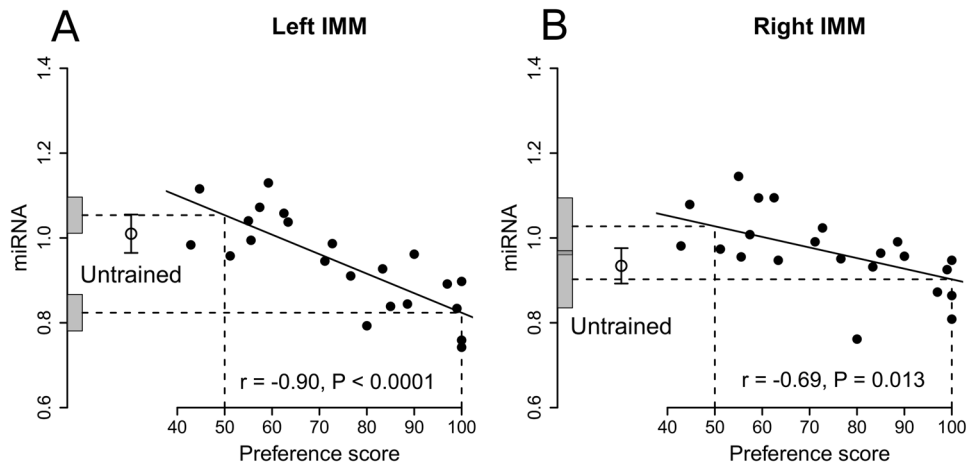 A
Left IMM
miRNA
1.4
1.2
1.0
0.8
0.6
Untrained
r = -0.90, P < 0.0001
40 50 60 70 80 90 100
Preference score
B
Right IMM
miRNA
1.4
1.2
1.0
0.8
0.6
Untrained
r = -0.69, P = 0.013
40 50 60 70 80 90 100
Preference score